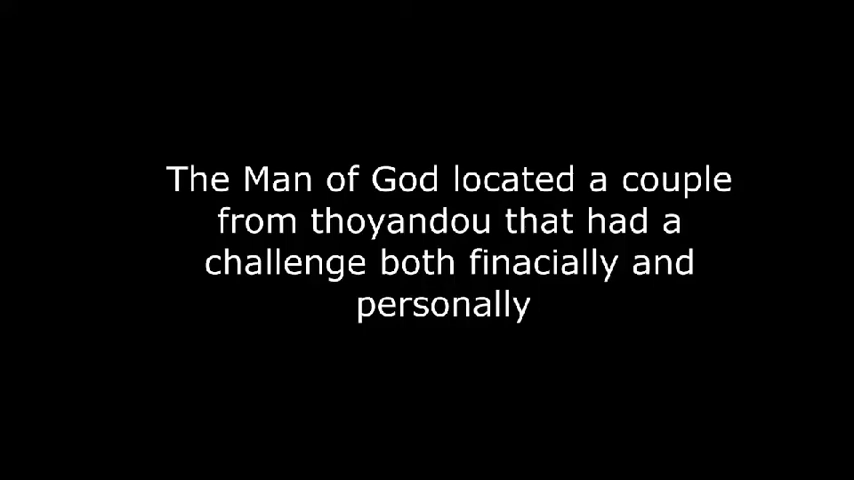 The Man of God located a couple
from thoyandou that had a
challenge both finacially and
personally